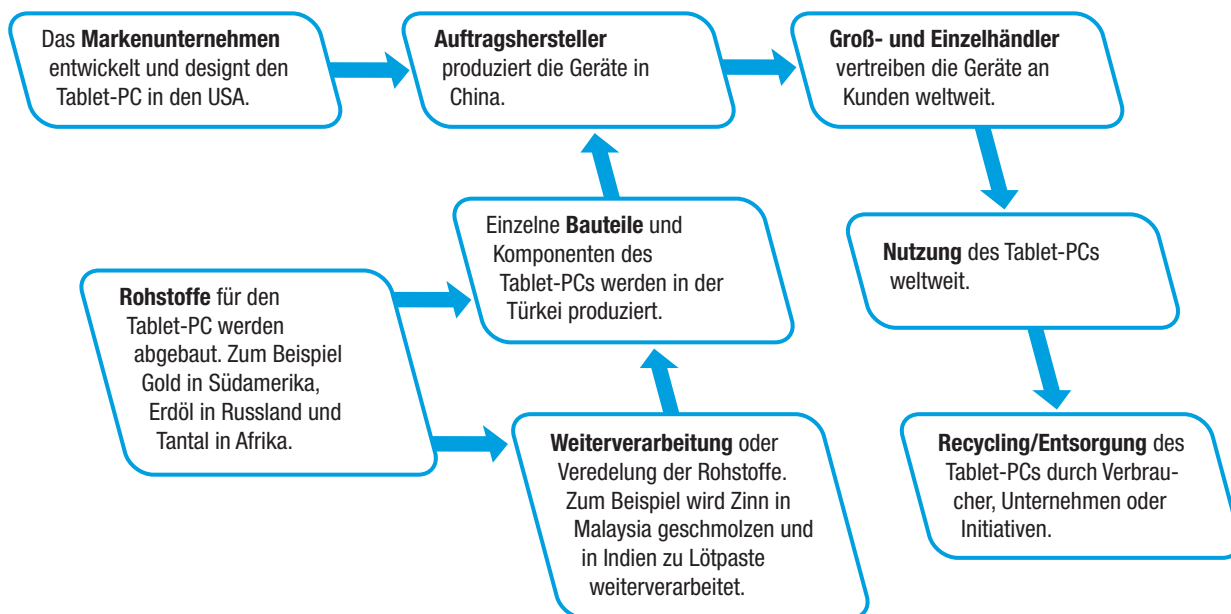 Das Markenunternehmen
entwickelt und designt den
Tablet-PC in den USA.
Auftragshersteller
produziert die Geräte in
China.
Groß- und Einzelhändler
vertreiben die Geräte an
Kunden weltweit.
Einzelne Bauteile und
Komponenten des
Tablet-PCs werden in der
Türkei produziert.
Nutzung des Tablet-PCs
weltweit.
Rohstoffe für den
Tablet-PC werden
abgebaut. Zum Beispiel
Gold in Südamerika,
Erdöl in Russland und
Tantal in Afrika.
Weiterverarbeitung oder
Veredelung der Rohstoffe.
Zum Beispiel wird Zinn in
Malaysia geschmolzen und
in Indien zu Lötpaste
weiterverarbeitet.
Recycling/Entsorgung des
Tablet-PCs durch Verbrau-
cher, Unternehmen oder
Initiativen.